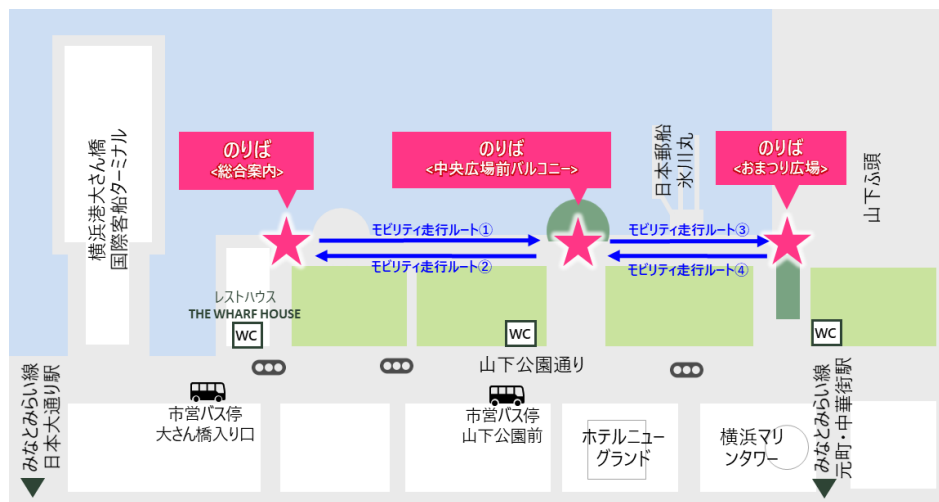 横浜港大さん橋
国際客船ターミナル
のりば
<総合案内>
のりば
<中央広場前バルコニー>
日本郵船
氷川丸
のりば
<おまつり広場>
山下ふ頭
モビリティ走行ルート①
モビリティ走行ルート②
モビリティ走行ルート③
モビリティ走行ルート④
レストハウス
THE WHARF HOUSE
WC
WC
WC
山下公園通り
みなとみらい線
日本大通り駅
市営バス停
大さん橋入り口
市営バス停
山下公園前
ホテルニュー
グランド
横浜マリ
ンタワー
みなとみらい線
元町・中華街駅